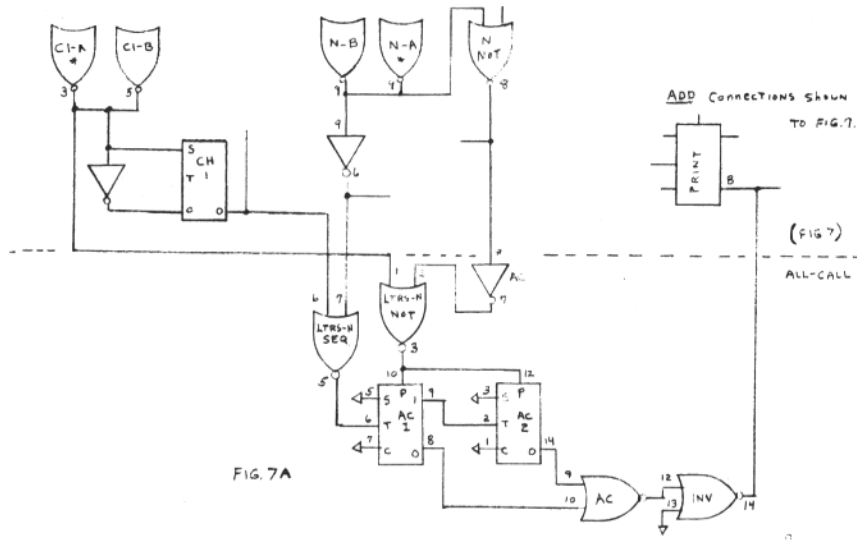 C1-A
*
C1-B
N-B
N-A
*
N
NOT
3
5
9
4
8
ADD Connections shown
TO FIG.7.
9
S
CH
1
T
6
C
O
PRINT
8
(FIG 7)
ALL-CALL
1
7
6
7
LTRS-N
NOT
LTRS-N
SEQ
3
5
10
12
5
S
P
1
9
3
S
P
6
T
AC
1
2
T
AC
2
7
C
O
8
1
C
O
14
FIG. 7A
9
10
AC
12
13
INV
14